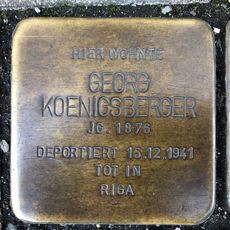 HIER WOHNTE
GEORG
KOENIGSBERGER
JG. 1876
DEPORTIERT 15.12.1941
TOT IN
RIGA